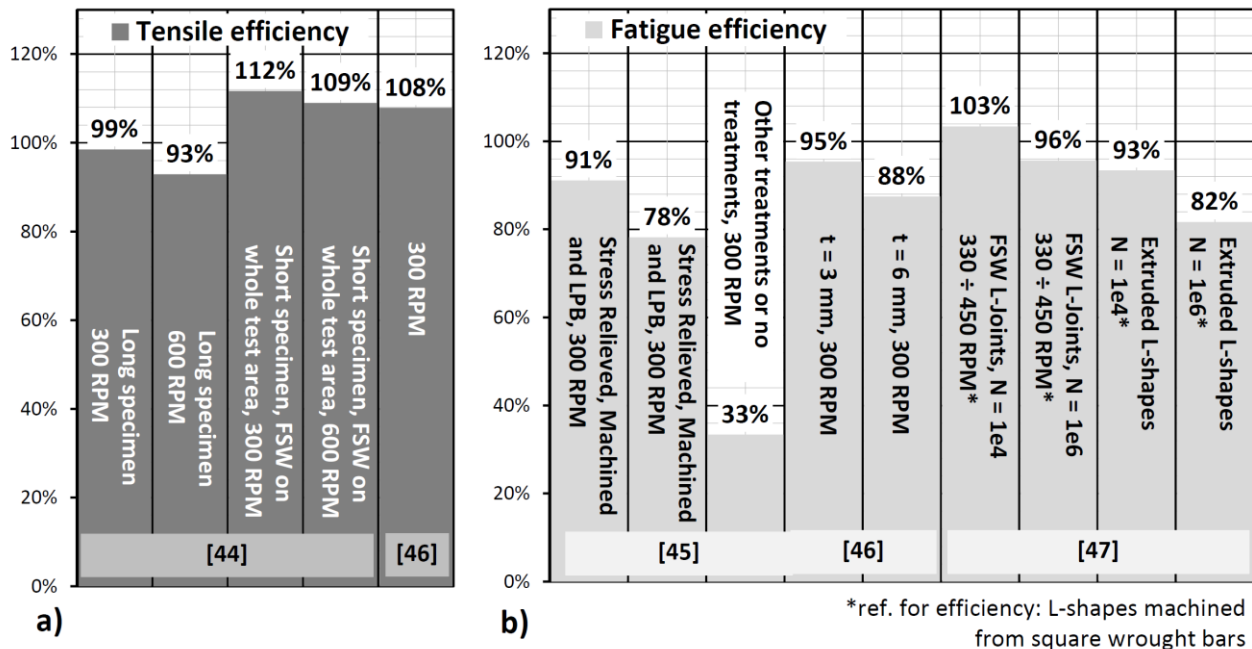 Tensile efficiency
120%
100%
80%
60%
40%
20%
0%
99%
93%
112%
109%
108%
Long specimen
300 RPM
Long specimen
600 RPM
Short specimen, FSW on
whole test area, 300 RPM
Short specimen, FSW on
whole test area, 600 RPM
300 RPM
[44]
[46]
a)
Fatigue efficiency
120%
100%
80%
60%
40%
20%
0%
91%
78%
33%
95%
88%
103%
96%
93%
82%
Stress Relieved, Machined
and LPB, 300 RPM
Stress Relieved, Machined
and LPB, 300 RPM
Other treatments or no
treatments, 300 RPM
t = 3 mm, 300 RPM
t = 6 mm, 300 RPM
FSW L-Joints, N = 1e4
330 ÷ 450 RPM*
FSW L-Joints, N = 1e6
330 ÷ 450 RPM*
Extruded L-shapes
N = 1e4*
Extruded L-shapes
N = 1e6*
[45]
[46]
[47]
b)
*ref. for efficiency: L-shapes machined
from square wrought bars